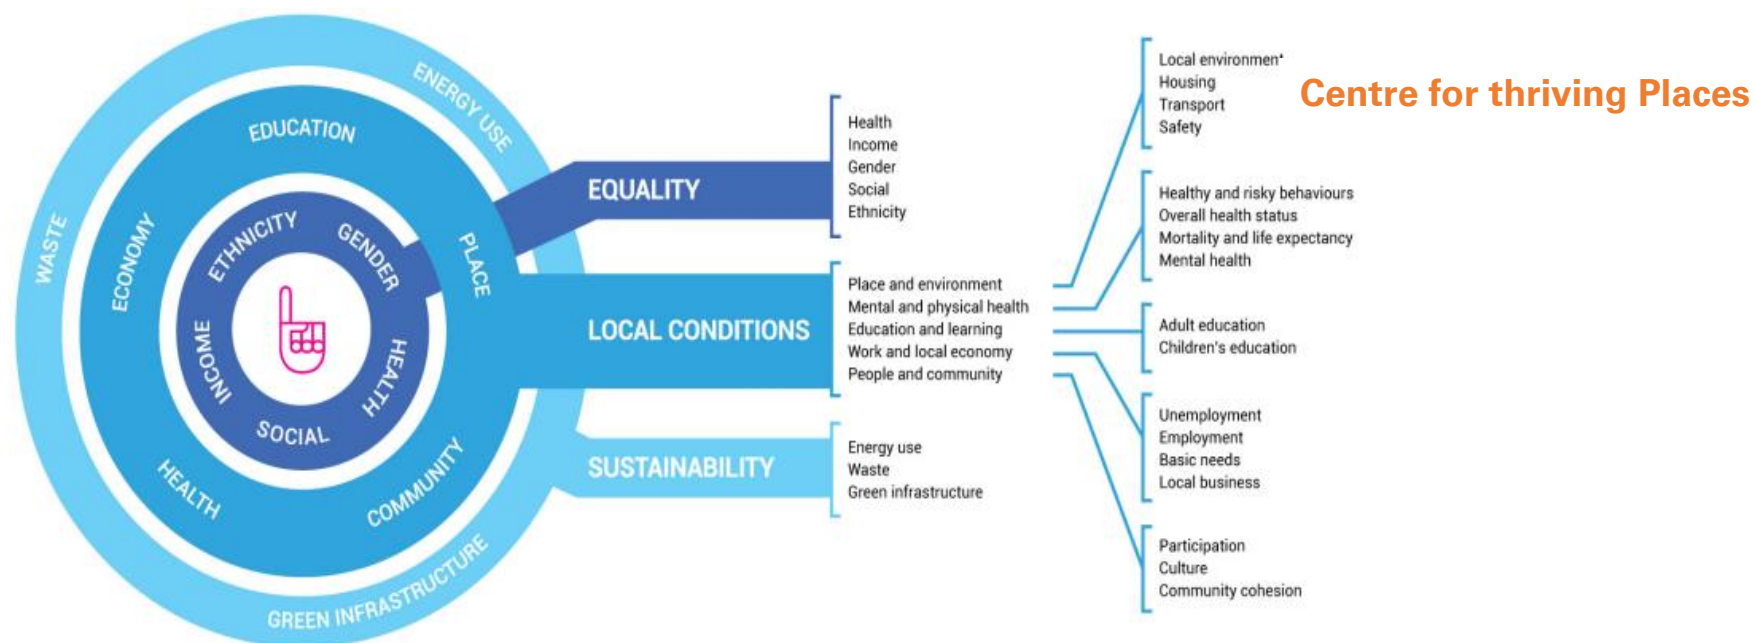 WASTE
ENERGY USE
GREEN INFRASTRUCTURE
EDUCATION
ECONOMY
PLACE
HEALTH
COMMUNITY
ETHNICITY
GENDER
INCOME
HEALTH
SOCIAL
EQUALITY
Health
Income
Gender
Social
Ethnicity
LOCAL CONDITIONS
Place and environment
Mental and physical health
Education and learning
Work and local economy
People and community
SUSTAINABILITY
Energy use
Waste
Green infrastructure
Local environmen
Housing
Transport
Safety
Healthy and risky behaviours
Overall health status
Mortality and life expectancy
Mental health
Adult education
Children's education
Unemployment
Employment
Basic needs
Local business
Participation
Culture
Community cohesion
Centre for thriving Places